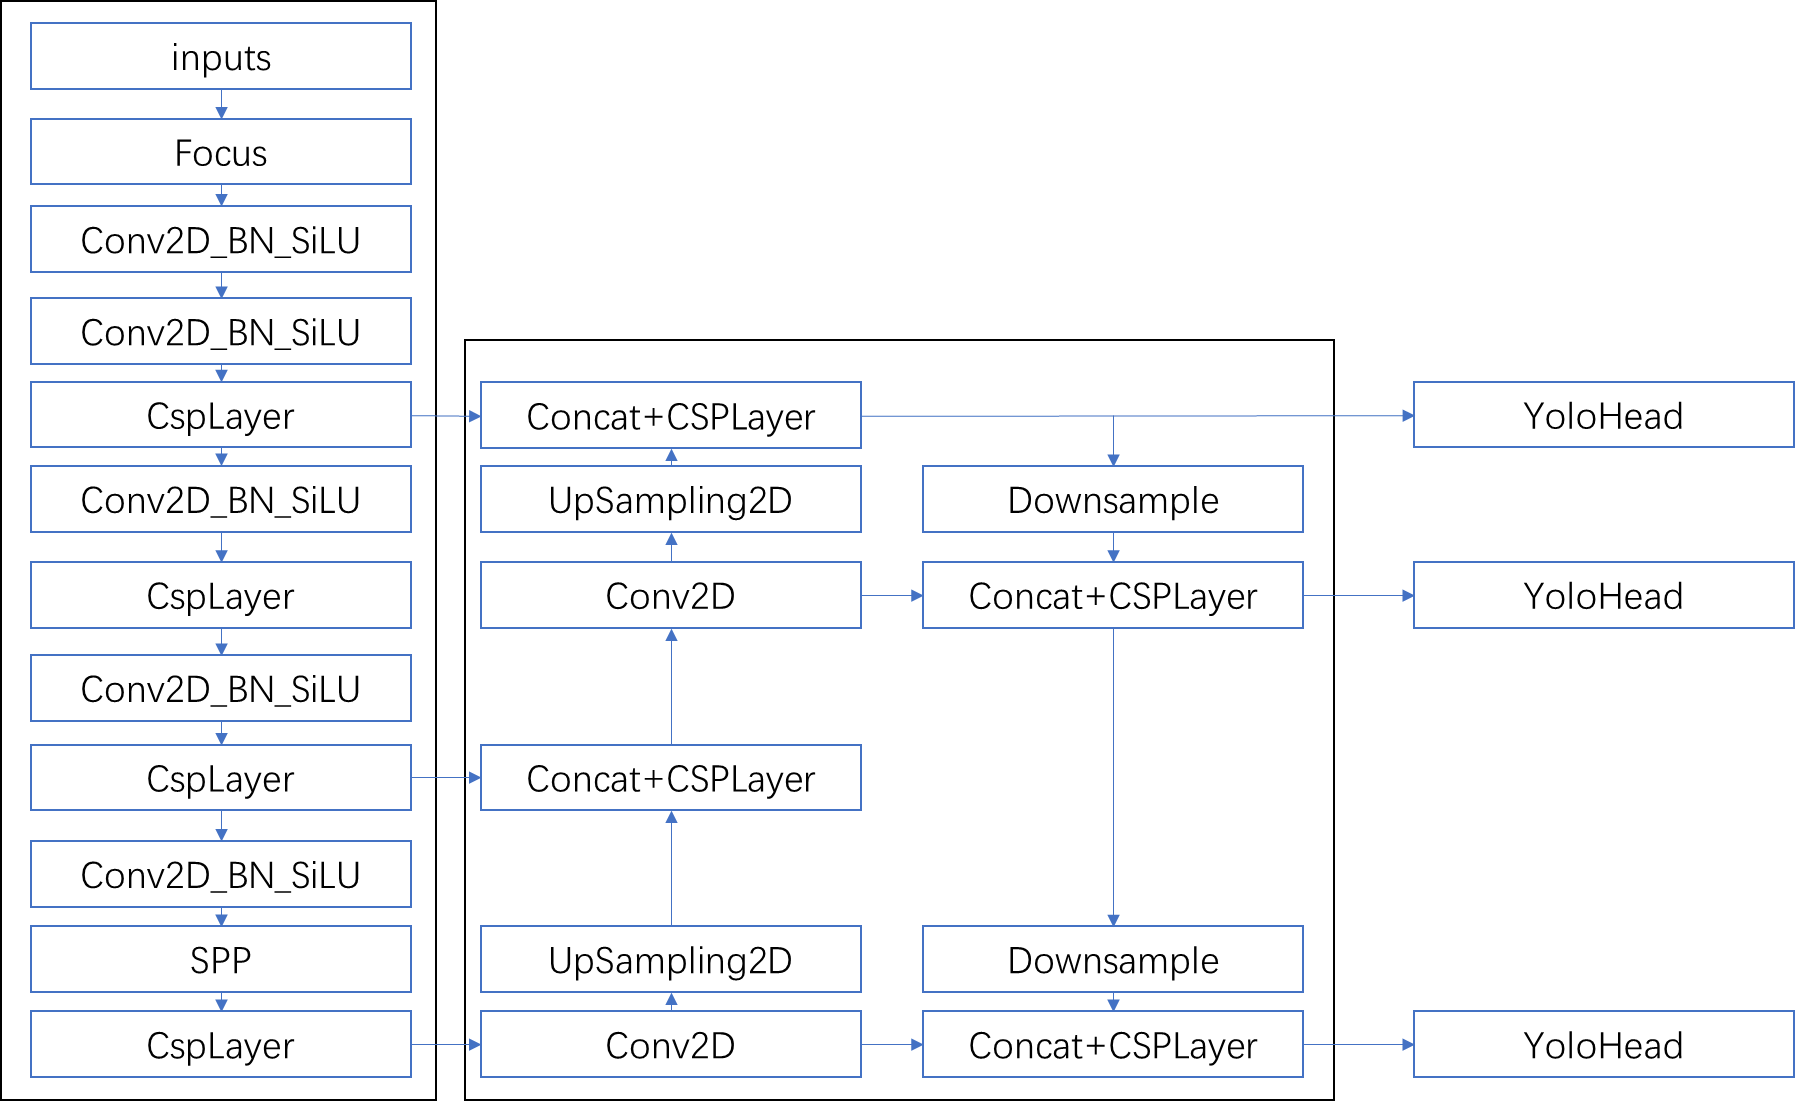 inputs
Focus
Conv2D_BN_SiLU
Conv2D_BN_SiLU
CspLayer
Conv2D_BN_SiLU
CspLayer
Conv2D_BN_SiLU
CspLayer
Conv2D_BN_SiLU
SPP
CspLayer
Concat+CSPLayer
UpSampling2D
Conv2D
Concat+CSPLayer
UpSampling2D
Conv2D
Downsample
Concat+CSPLayer
Downsample
Concat+CSPLayer
YoloHead
YoloHead
YoloHead